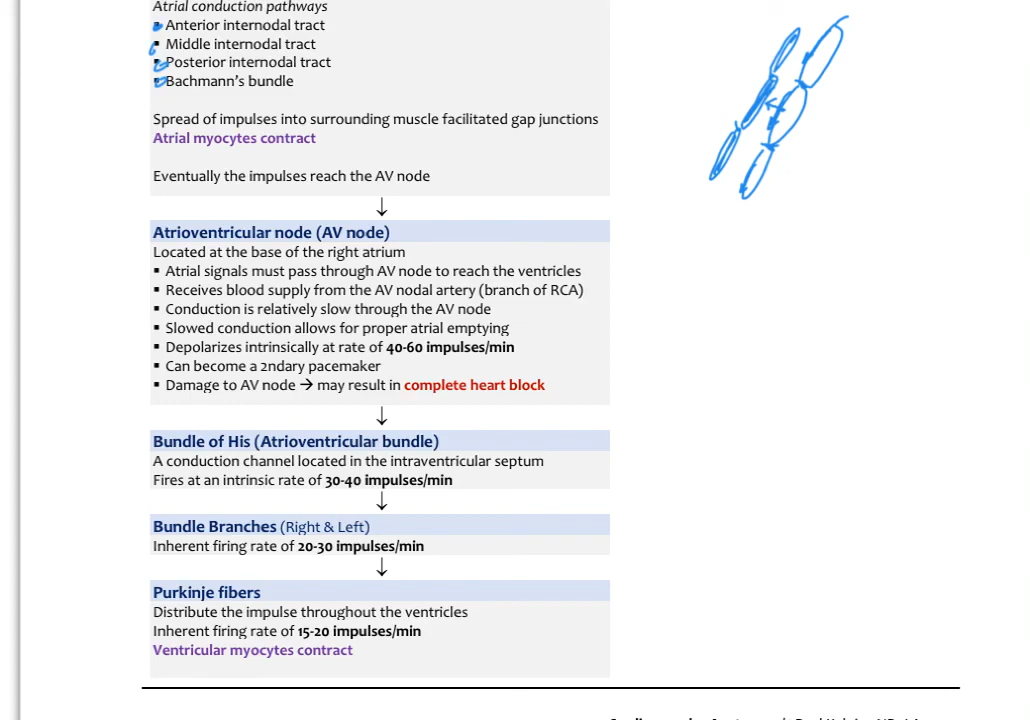 Atrial conduction pathways
▪ Anterior internodal tract
▪ Middle internodal tract
▪ Posterior internodal tract
▪ Bachmann's bundle
Spread of impulses into surrounding muscle facilitated gap junctions
Atrial myocytes contract
Eventually the impulses reach the AV node
↓
Atrioventricular node (AV node)
Located at the base of the right atrium
▪ Atrial signals must pass through AV node to reach the ventricles
▪ Receives blood supply from the AV nodal artery (branch of RCA)
▪ Conduction is relatively slow through the AV node
▪ Slowed conduction allows for proper atrial emptying
▪ Depolarizes intrinsically at rate of 40-60 impulses/min
▪ Can become a 2ndary pacemaker
▪ Damage to AV node → may result in complete heart block
↓
Bundle of His (Atrioventricular bundle)
A conduction channel located in the intraventricular septum
Fires at an intrinsic rate of 30-40 impulses/min
↓
Bundle Branches (Right & Left)
Inherent firing rate of 20-30 impulses/min
↓
Purkinje fibers
Distribute the impulse throughout the ventricles
Inherent firing rate of 15-20 impulses/min
Ventricular myocytes contract